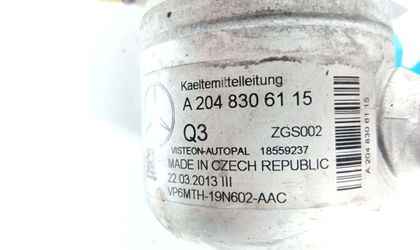 Kaeltemittelleitung
A 204 830 61 15
Q3 ZGS002
VISTEON-AUTOPAL 18559237
MADE IN CZECH REPUBLIC
22.03.2013 III
VP6MTH-19N602-AAC
A 204 830 61 15